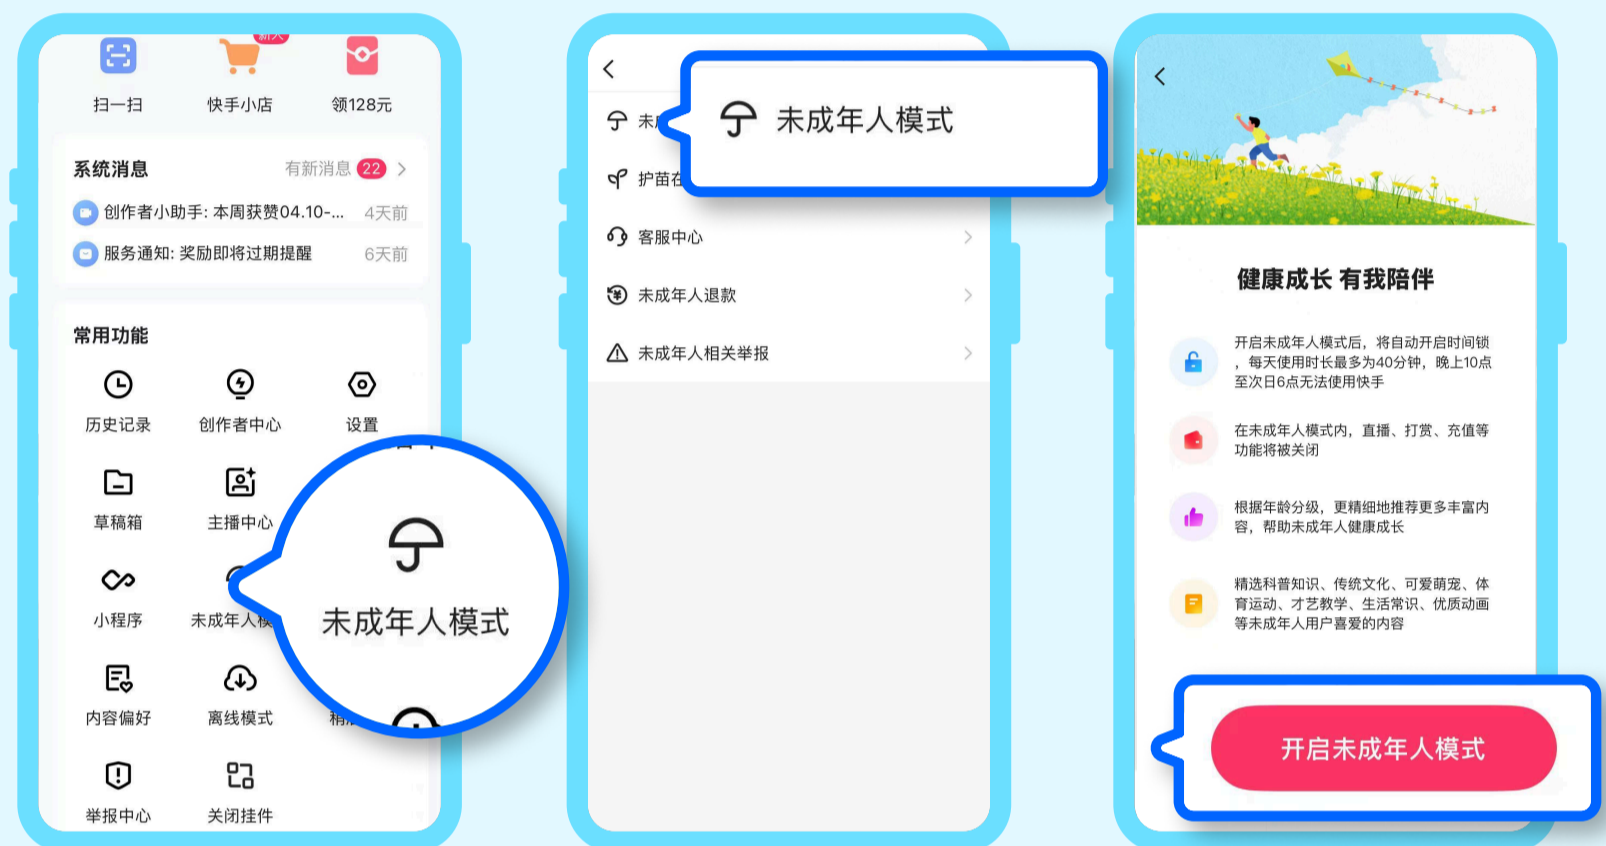 新人
扫一扫
快手小店
领128元
系统消息
有新消息 22
创作者小助手: 本周获赞04.10-...
4天前
服务通知: 奖励即将过期提醒
6天前
常用功能
历史记录
创作者中心
设置
草稿箱
主播中心
小程序
未成年人模
未成年人模式
内容偏好
离线模式
稍
举报中心
关闭挂件
未
未成年人模式
护苗在
客服中心
未成年人退款
未成年人相关举报
健康成长 有我陪伴
开启未成年人模式后，将自动开启时间锁
，每天使用时长最多为40分钟，晚上10点
至次日6点无法使用快手
在未成年人模式内，直播、打赏、充值等
功能将被关闭
根据年龄分级，更精细地推荐更多丰富内
容，帮助未成年人健康成长
精选科普知识、传统文化、可爱萌宠、体
育运动、才艺教学、生活常识、优质动画
等未成年人用户喜爱的内容
开启未成年人模式